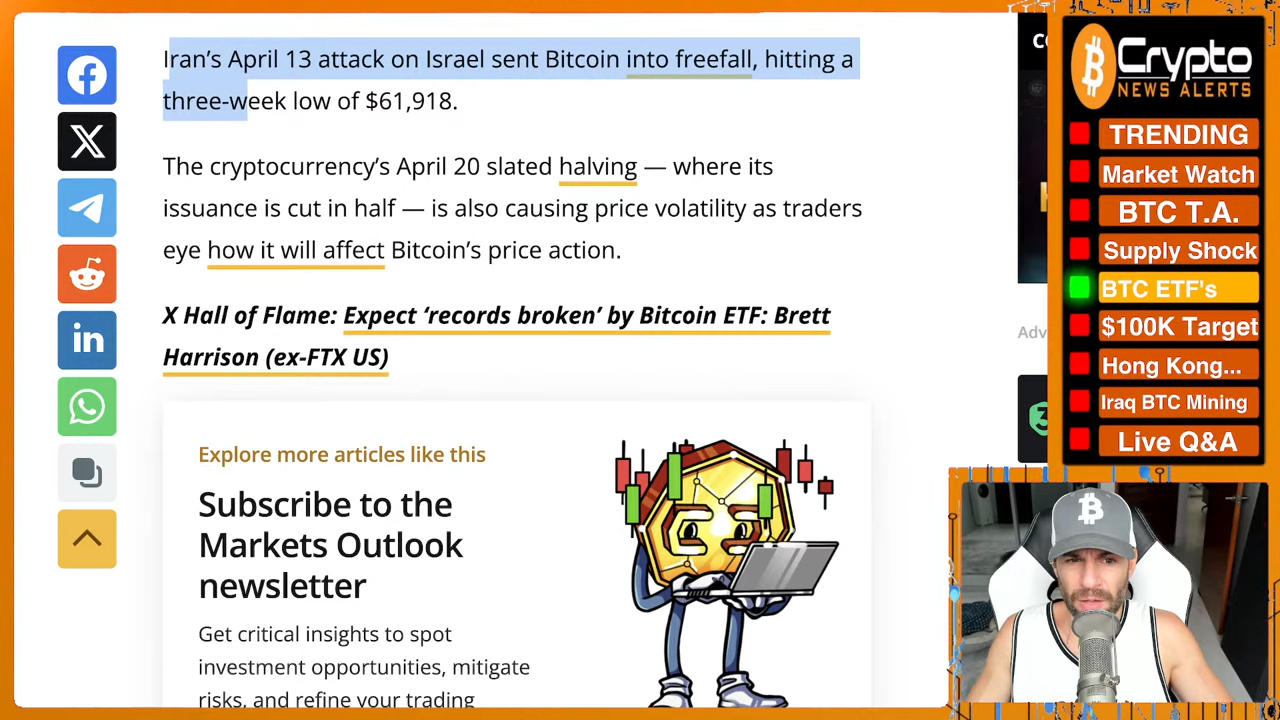 Iran’s April 13 attack on Israel sent Bitcoin into freefall, hitting a
three-week low of $61,918.
The cryptocurrency’s April 20 slated halving — where its
issuance is cut in half — is also causing price volatility as traders
eye how it will affect Bitcoin’s price action.
X Hall of Flame: Expect ‘records broken’ by Bitcoin ETF: Brett
Harrison (ex-FTX US)
Explore more articles like this
Subscribe to the
Markets Outlook
newsletter
Get critical insights to spot
investment opportunities, mitigate
risks, and refine your trading
Adv
Crypto
NEWS ALERTS
TRENDING
Market Watch
BTC T.A.
Supply Shock
BTC ETF's
$100K Target
Hong Kong...
Iraq BTC Mining
Live Q&A